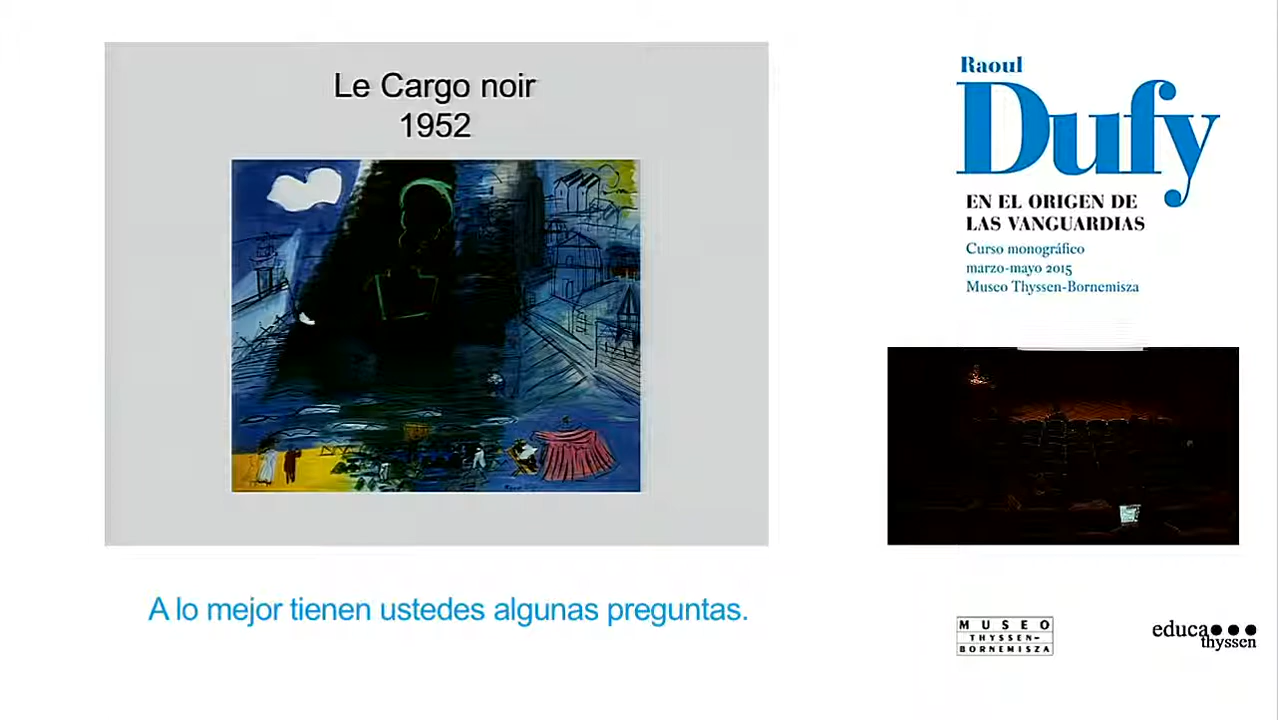 Le Cargo noir
1952
A lo mejor tienen ustedes algunas preguntas.
Raoul
Dufy
EN EL ORIGEN DE
LAS VANGUARDIAS
Curso monográfico
marzo-mayo 2015
Museo Thyssen-Bornemisza
MUSEO
THYSSEN-
BORNEMISZA
educa
thyssen